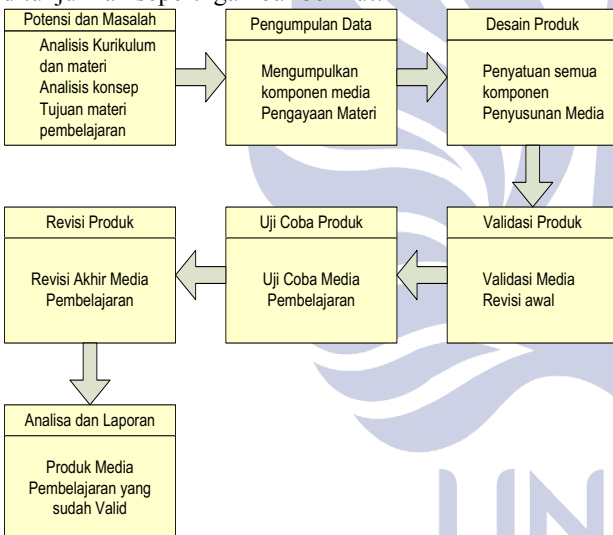 Potensi dan Masalah
Analisis Kurikulum
dan materi
Analisis konsep
Tujuan materi
pembelajaran
Pengumpulan Data
Mengumpulkan
komponen media
Pengayaan Materi
Desain Produk
Penyatuan semua
komponen
Penyusunan Media
Validasi Produk
Validasi Media
Revisi awal
Uji Coba Produk
Uji Coba Media
Pembelajaran
Revisi Produk
Revisi Akhir Media
Pembelajaran
Analisa dan Laporan
Produk Media
Pembelajaran yang
sudah Valid
UN